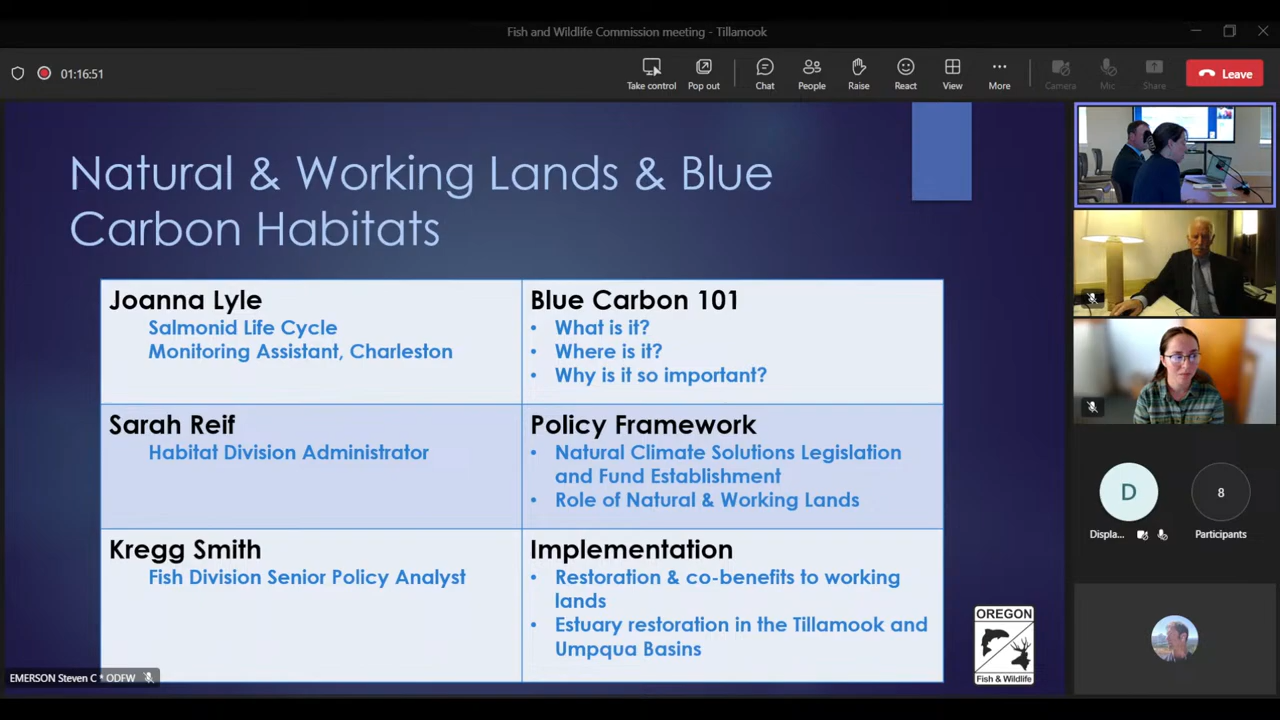 Fish and Wildlife Commission meeting - Tillamook
01:16:51
Take control
Pop out
Chat
People
Raise
React
View
More
Camera
Mic
Share
Leave
Natural & Working Lands & Blue
Carbon Habitats
Joanna Lyle
Salmonid Life Cycle
Monitoring Assistant, Charleston
Blue Carbon 101
• What is it?
• Where is it?
• Why is it so important?
Sarah Reif
Habitat Division Administrator
Policy Framework
• Natural Climate Solutions Legislation
and Fund Establishment
• Role of Natural & Working Lands
Kregg Smith
Fish Division Senior Policy Analyst
Implementation
• Restoration & co-benefits to working
lands
• Estuary restoration in the Tillamook and
Umpqua Basins
OREGON
Fish & Wildlife
EMERSON Steven C * ODFW
D
Displa...
8
Participants